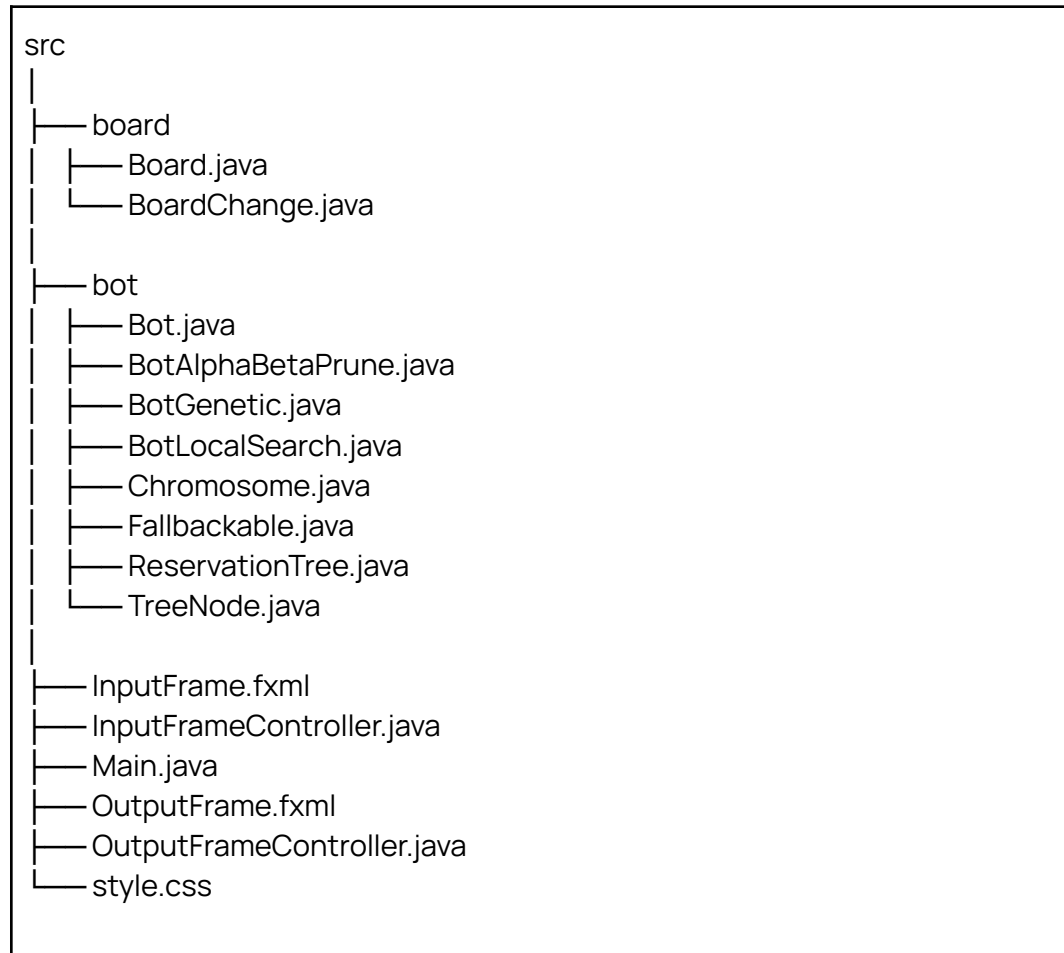 src
│
├── board
│ ├── Board.java
│ └── BoardChange.java
│
├── bot
│ ├── Bot.java
│ ├── BotAlphaBetaPrune.java
│ ├── BotGenetic.java
│ ├── BotLocalSearch.java
│ ├── Chromosome.java
│ ├── Fallbackable.java
│ ├── ReservationTree.java
│ └── TreeNode.java
│
├── InputFrame.fxml
├── InputFrameController.java
├── Main.java
├── OutputFrame.fxml
├── OutputFrameController.java
└── style.css